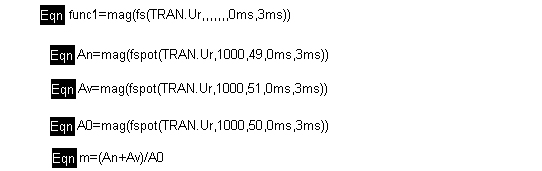 Eqn func1=mag(fs(TRAN.Ur,,,,,,,0ms,3ms))
Eqn An=mag(fspot(TRAN.Ur,1000,49,0ms,3ms))
Eqn Av=mag(fspot(TRAN.Ur,1000,51,0ms,3ms))
Eqn A0=mag(fspot(TRAN.Ur,1000,50,0ms,3ms))
Eqn m=(An+Av)/A0